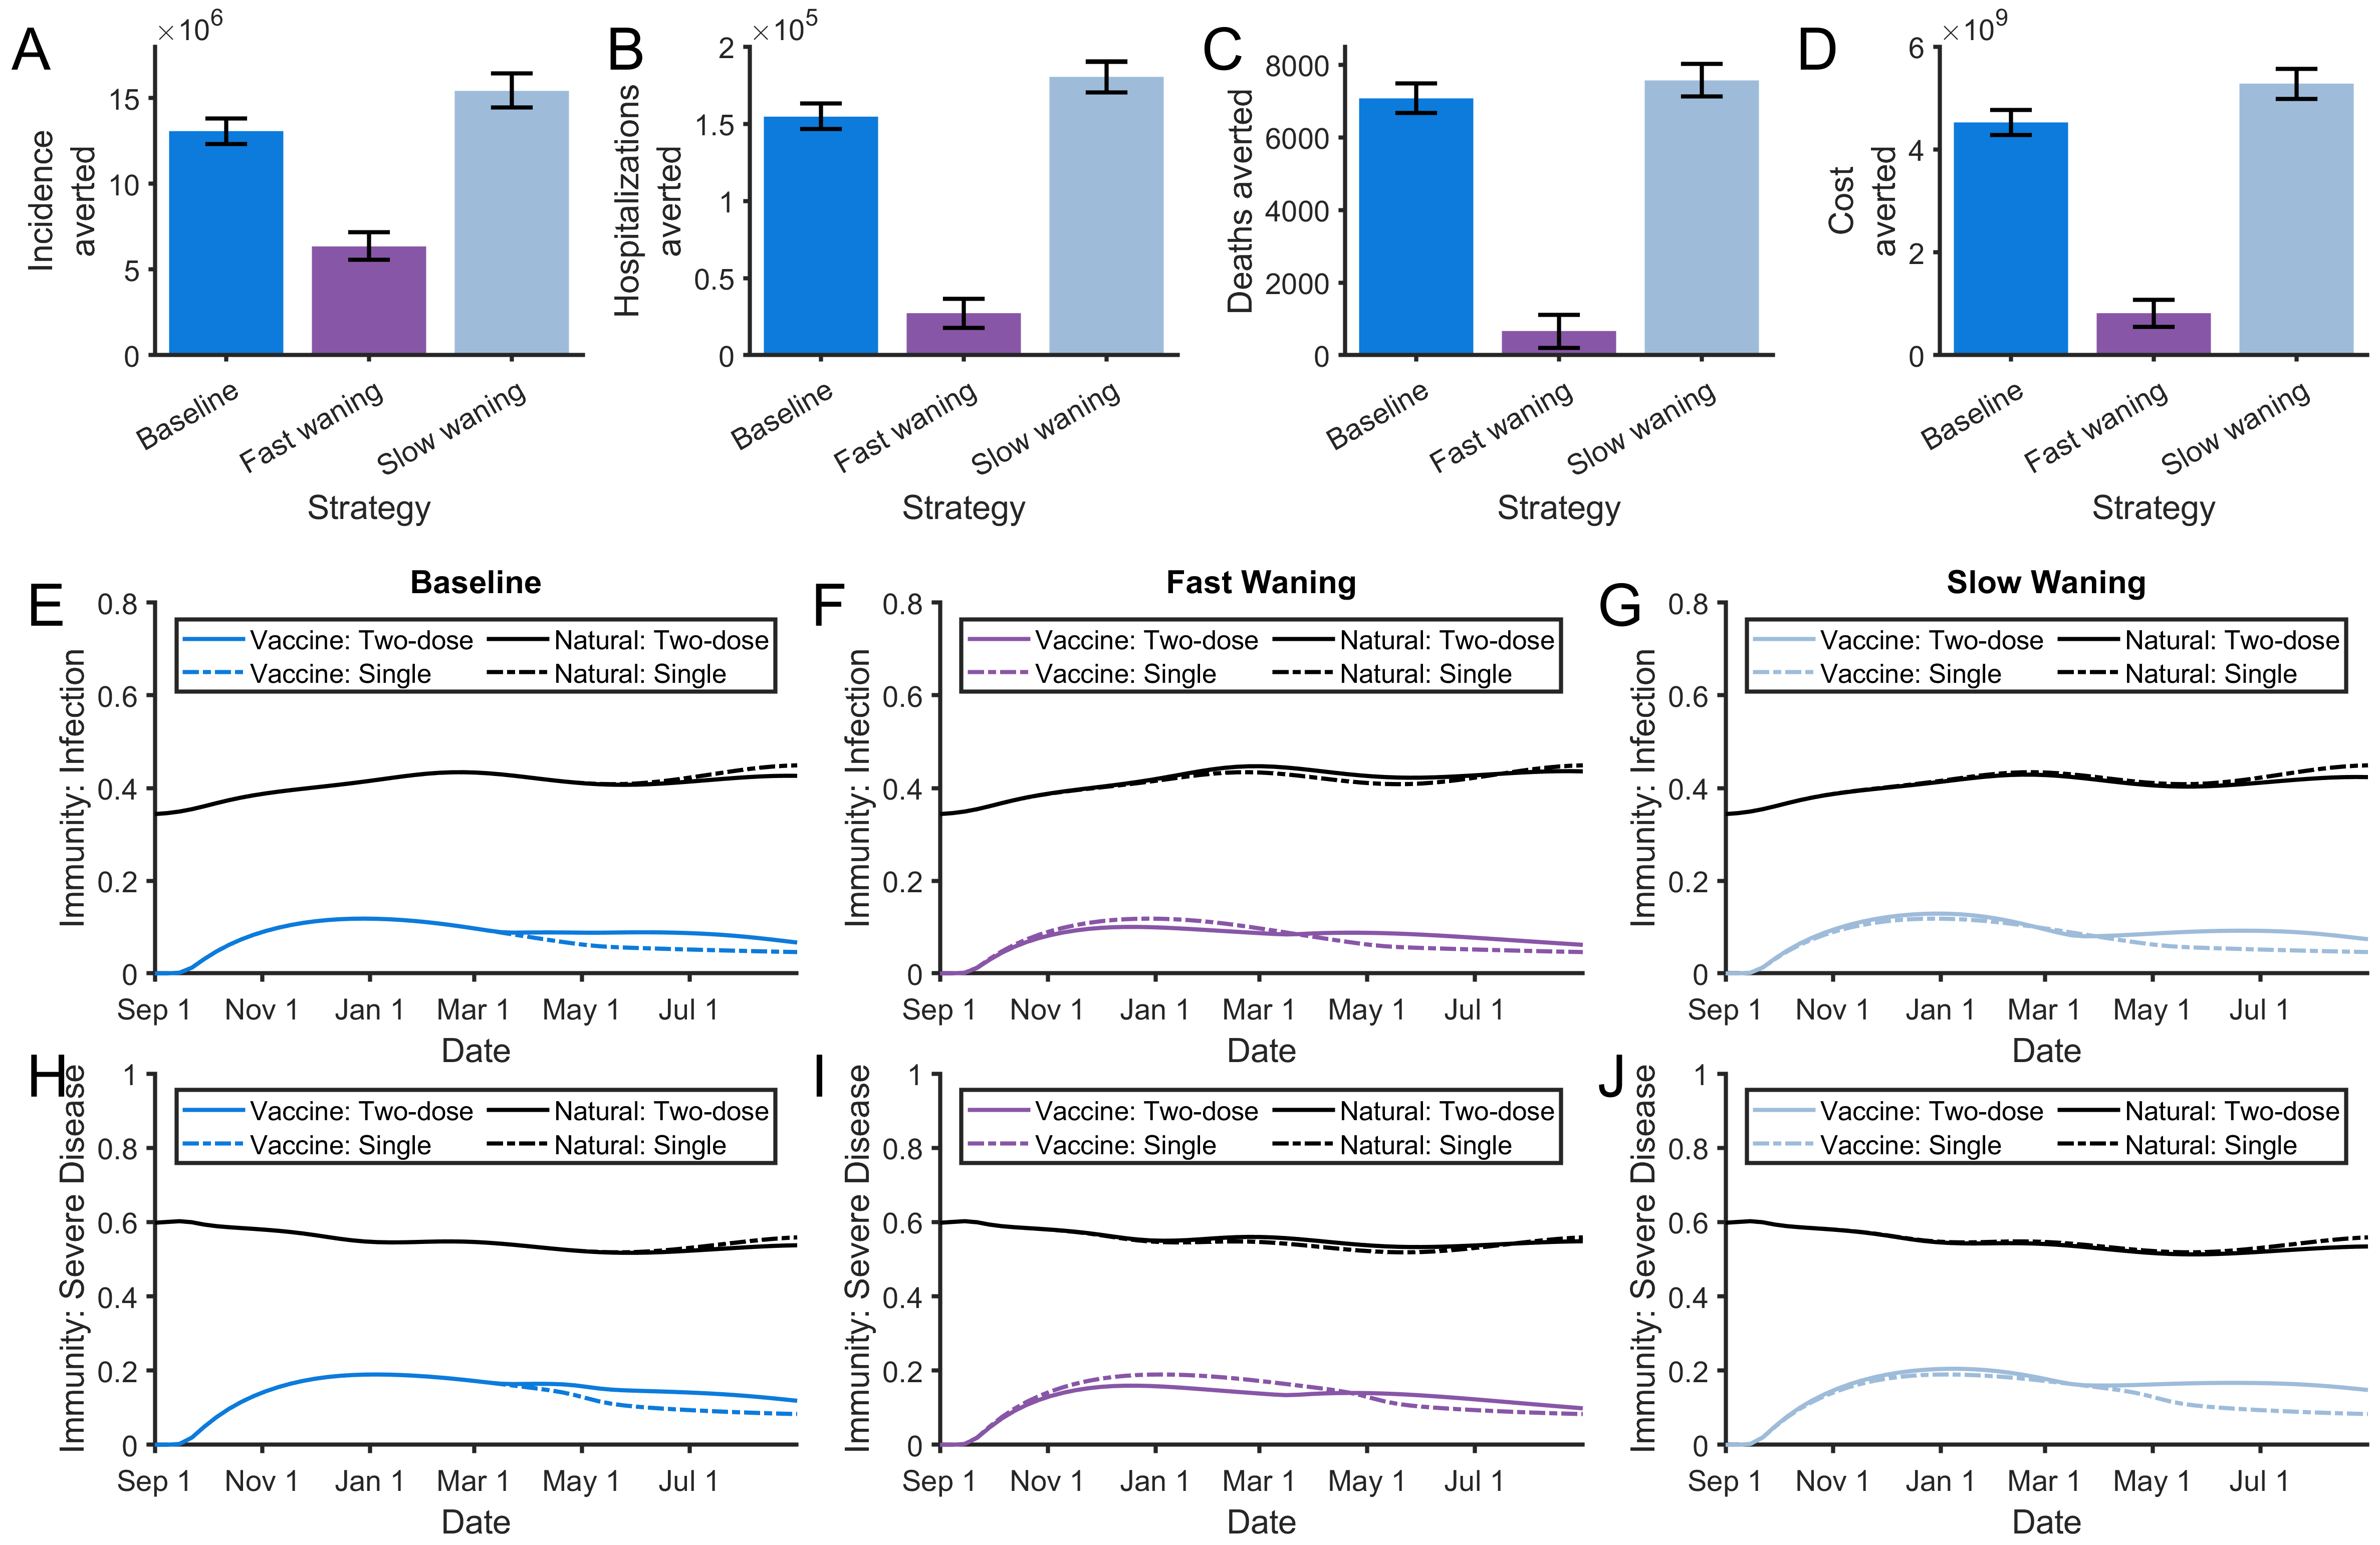 A
×10⁶
Incidence
averted
15
10
5
0
Baseline
Fast waning
Slow waning
Strategy
B
×10⁵
Hospitalizations
averted
2
1.5
1
0.5
0
Baseline
Fast waning
Slow waning
Strategy
C
Deaths averted
8000
6000
4000
2000
0
Baseline
Fast waning
Slow waning
Strategy
D
×10⁹
Cost
averted
6
4
2
0
Baseline
Fast waning
Slow waning
Strategy
E
Baseline
Immunity: Infection
0.8
0.6
0.4
0.2
0
Vaccine: Two-dose
Natural: Two-dose
Vaccine: Single
Natural: Single
Sep 1
Nov 1
Jan 1
Mar 1
May 1
Jul 1
Date
F
Fast Waning
Immunity: Infection
0.8
0.6
0.4
0.2
0
Vaccine: Two-dose
Natural: Two-dose
Vaccine: Single
Natural: Single
Sep 1
Nov 1
Jan 1
Mar 1
May 1
Jul 1
Date
G
Slow Waning
Immunity: Infection
0.8
0.6
0.4
0.2
0
Vaccine: Two-dose
Natural: Two-dose
Vaccine: Single
Natural: Single
Sep 1
Nov 1
Jan 1
Mar 1
May 1
Jul 1
Date
H
Immunity: Severe Disease
1
0.8
0.6
0.4
0.2
0
Vaccine: Two-dose
Natural: Two-dose
Vaccine: Single
Natural: Single
Sep 1
Nov 1
Jan 1
Mar 1
May 1
Jul 1
Date
I
Immunity: Severe Disease
1
0.8
0.6
0.4
0.2
0
Vaccine: Two-dose
Natural: Two-dose
Vaccine: Single
Natural: Single
Sep 1
Nov 1
Jan 1
Mar 1
May 1
Jul 1
Date
J
Immunity: Severe Disease
1
0.8
0.6
0.4
0.2
0
Vaccine: Two-dose
Natural: Two-dose
Vaccine: Single
Natural: Single
Sep 1
Nov 1
Jan 1
Mar 1
May 1
Jul 1
Date